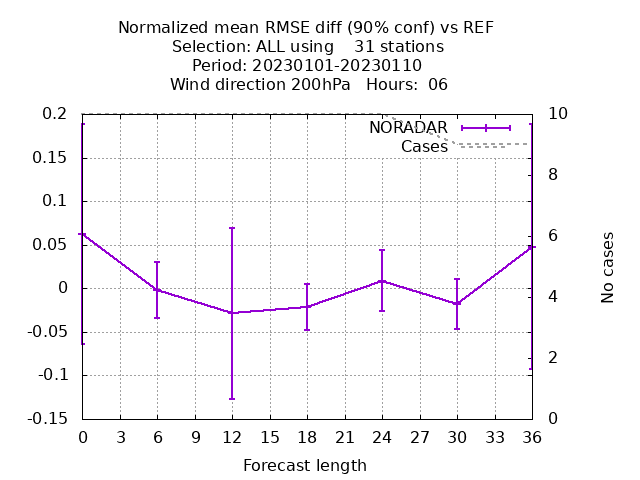 Normalized mean RMSE diff (90% conf) vs REF
Selection: ALL using    31 stations
Period: 20230101-20230110
Wind direction 200hPa   Hours:  06
NORADAR
Cases
0.2
0.15
0.1
0.05
0
-0.05
-0.1
-0.15
10
8
6
4
2
0
No cases
0 3 6 9 12 15 18 21 24 27 30 33 36
Forecast length